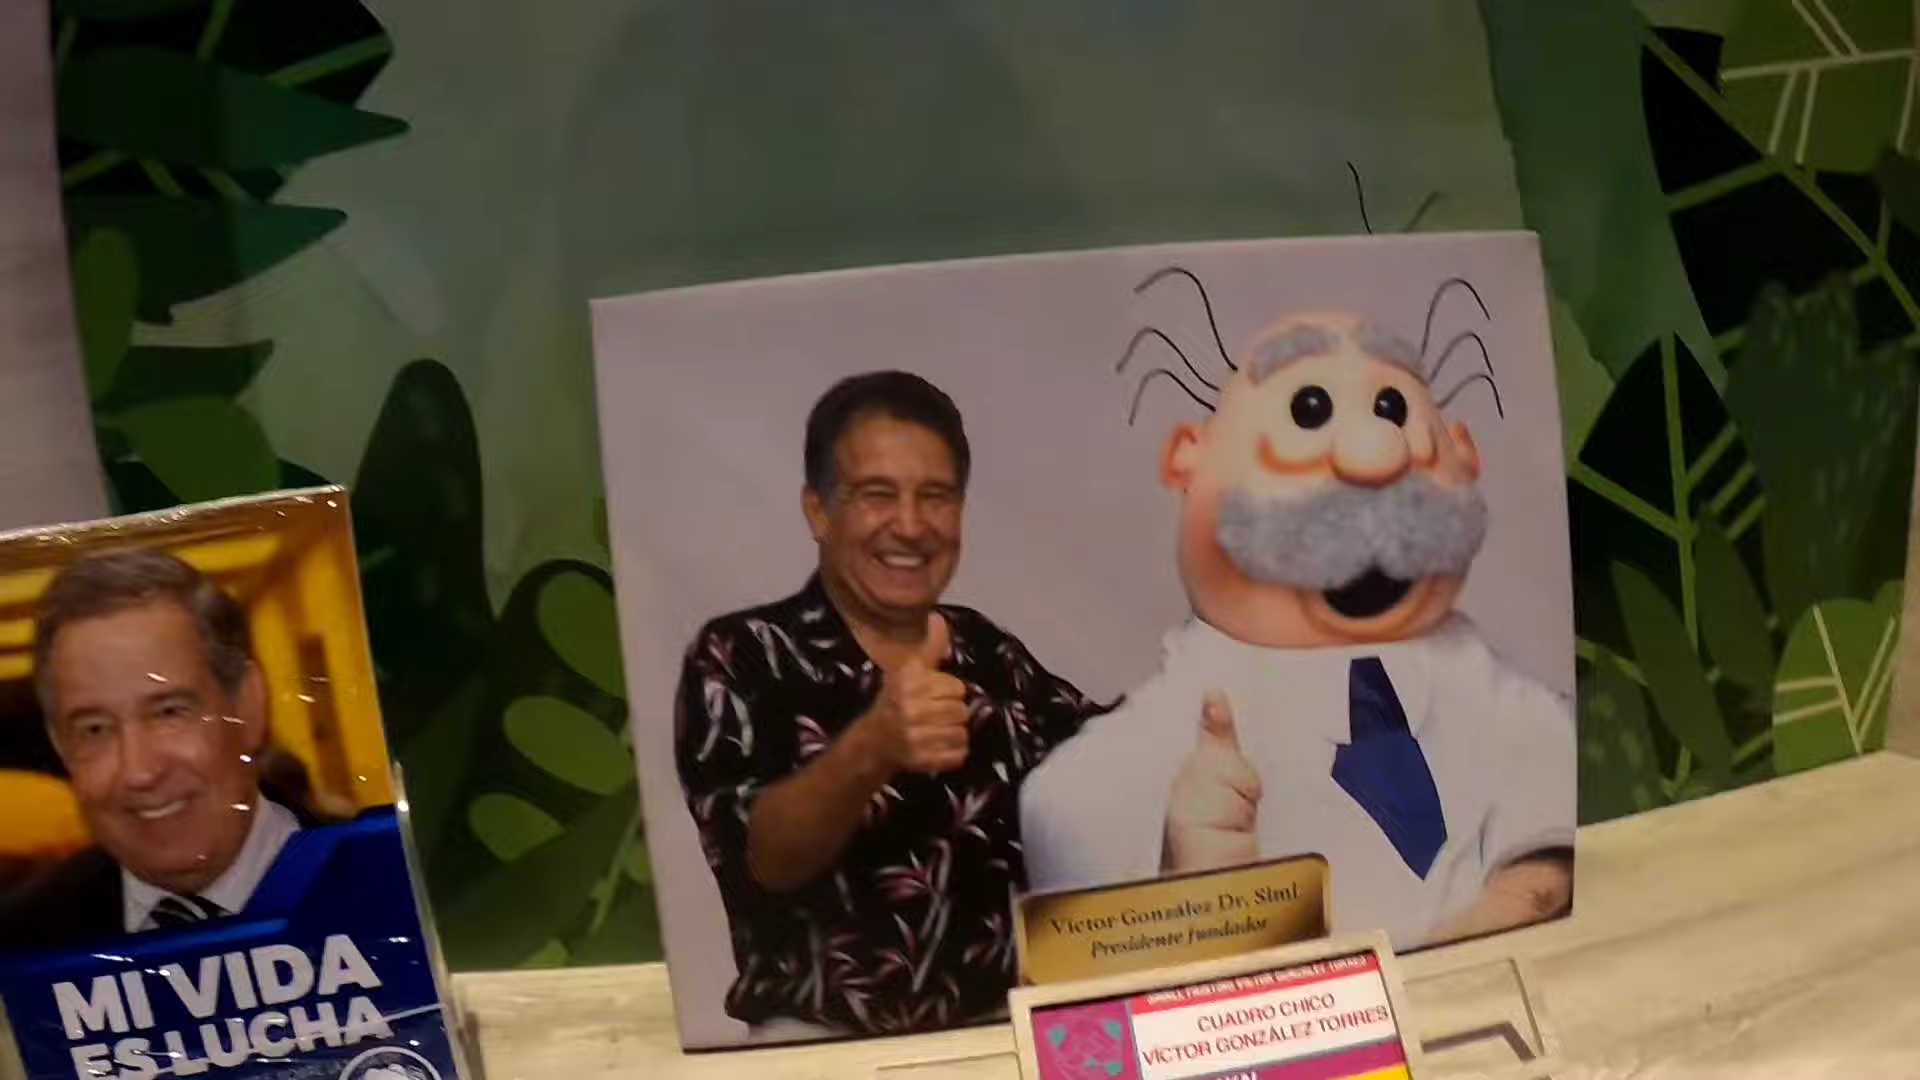 MI VIDA
ES LUCHA
Víctor González Dr. Simi
Presidente fundador
CUADRO CHICO
VÍCTOR GONZÁLEZ TORRES